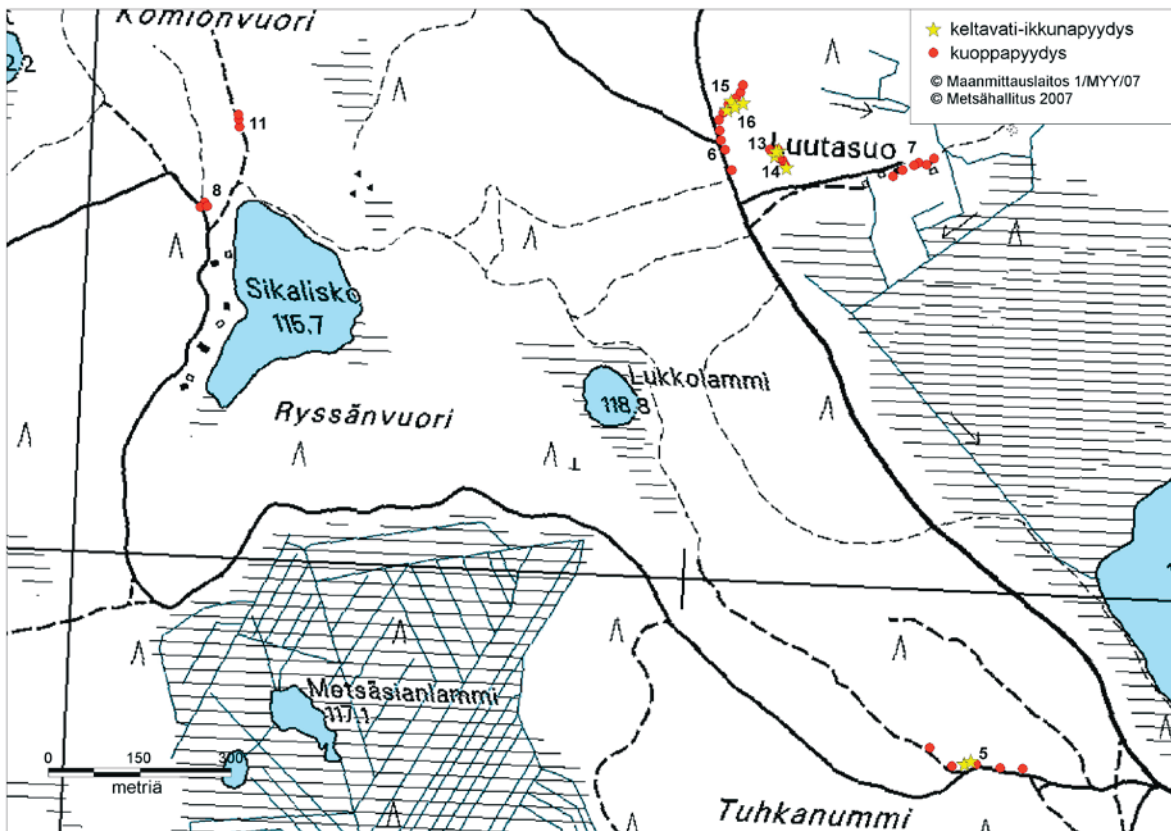 Komionvuori
keltavati-ikkunapyydys
kuoppapyydys
© Maanmittauslaitos 1/MYY/07
© Metsähallitus 2007
2.2
15
16
11
13
Luutasuo
7
6
14
8
Sikalisko
115.7
Lukkolammi
118.8
Ryssänvuori
1
Metsäsianlammi
117.1
0 150 300
metriä
5
Tuhkanummi